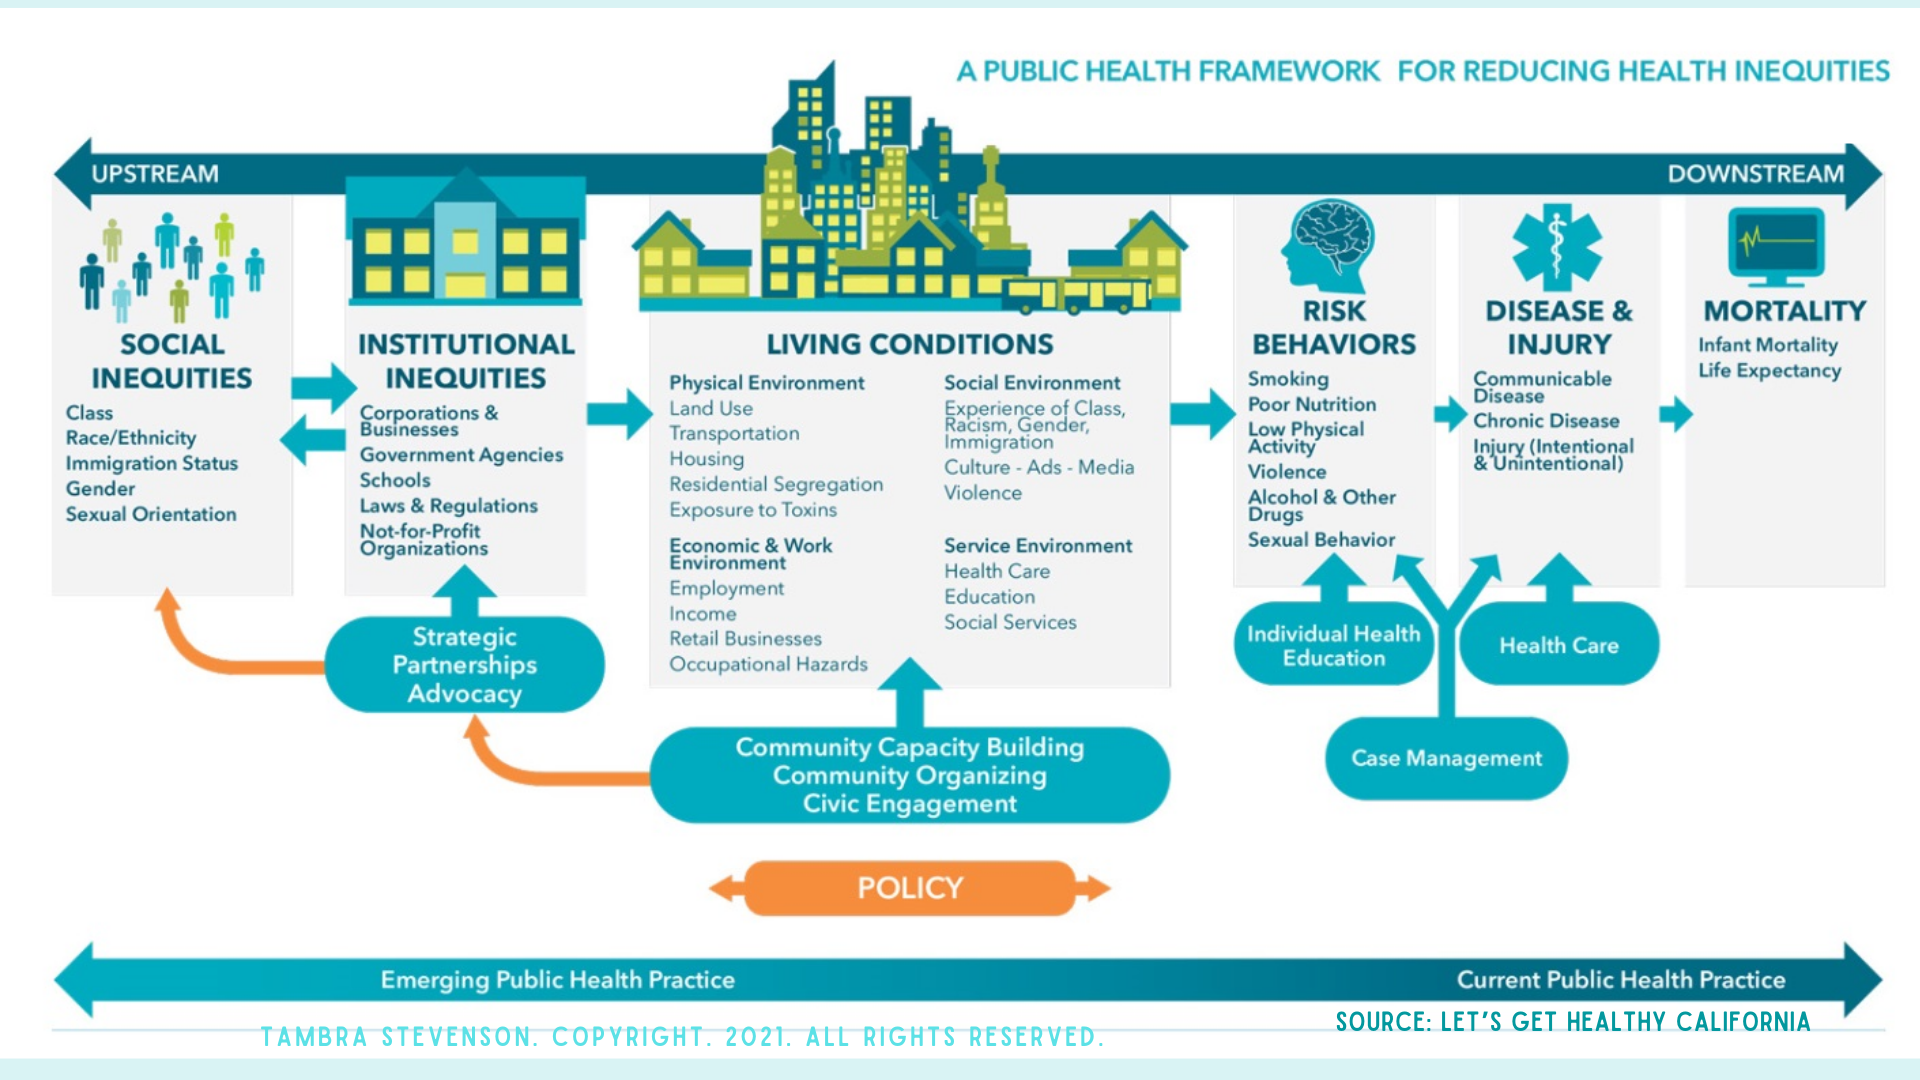 A PUBLIC HEALTH FRAMEWORK FOR REDUCING HEALTH INEQUITIES
UPSTREAM
DOWNSTREAM
SOCIAL
INEQUITIES
Class
Race/Ethnicity
Immigration Status
Gender
Sexual Orientation
INSTITUTIONAL
INEQUITIES
Corporations &
Businesses
Government Agencies
Schools
Laws & Regulations
Not-for-Profit
Organizations
Strategic
Partnerships
Advocacy
LIVING CONDITIONS
Physical Environment
Land Use
Transportation
Housing
Residential Segregation
Exposure to Toxins
Economic & Work
Environment
Employment
Income
Retail Businesses
Occupational Hazards
Social Environment
Experience of Class,
Racism, Gender,
Immigration
Culture - Ads - Media
Violence
Service Environment
Health Care
Education
Social Services
Community Capacity Building
Community Organizing
Civic Engagement
RISK
BEHAVIORS
Smoking
Poor Nutrition
Low Physical
Activity
Violence
Alcohol & Other
Drugs
Sexual Behavior
Individual Health
Education
DISEASE &
INJURY
Communicable
Disease
Chronic Disease
Injury (Intentional
& Unintentional)
Health Care
Case Management
MORTALITY
Infant Mortality
Life Expectancy
POLICY
Emerging Public Health Practice
Current Public Health Practice
TAMBRA STEVENSON. COPYRIGHT. 2021. ALL RIGHTS RESERVED.
SOURCE: LET'S GET HEALTHY CALIFORNIA